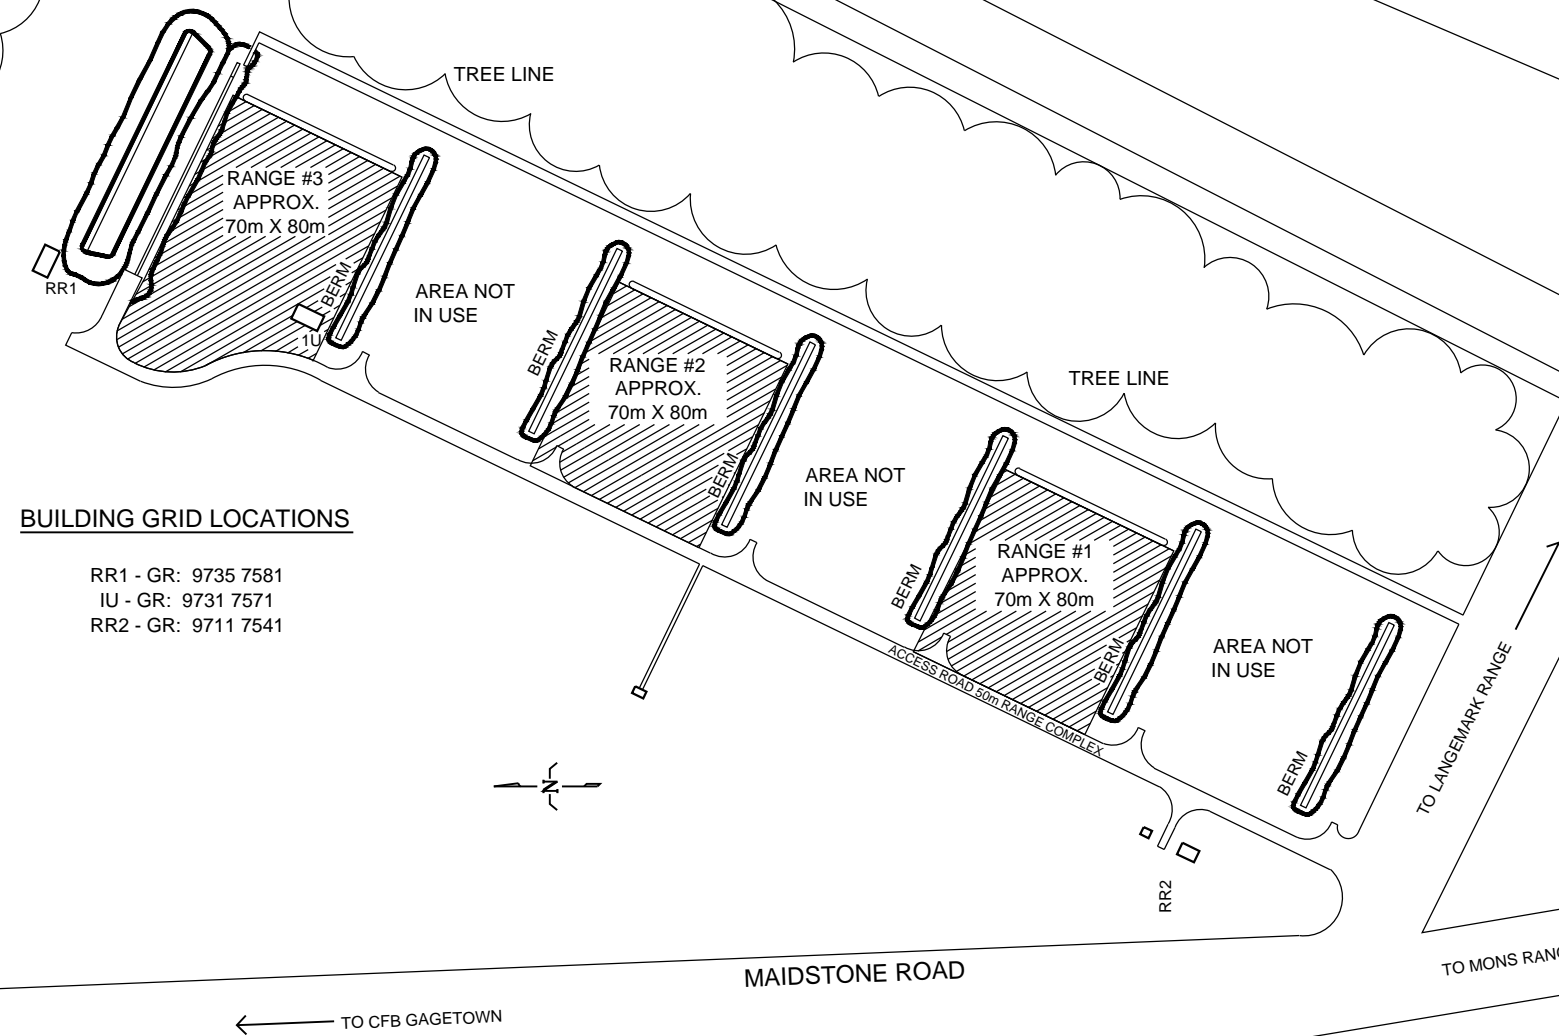 TREE LINE
RANGE #3
APPROX.
70m X 80m
RR1
BERM
1U
AREA NOT
IN USE
BERM
RANGE #2
APPROX.
70m X 80m
TREE LINE
BERM
AREA NOT
IN USE
BUILDING GRID LOCATIONS
RR1 - GR: 9735 7581
IU - GR: 9731 7571
RR2 - GR: 9711 7541
BERM
RANGE #1
APPROX.
70m X 80m
BERM
AREA NOT
IN USE
ACCESS ROAD 50m RANGE COMPLEX
TO LANGEMARK RANGE
BERM
N
RR2
MAIDSTONE ROAD
TO MONS RANG
TO CFB GAGETOWN